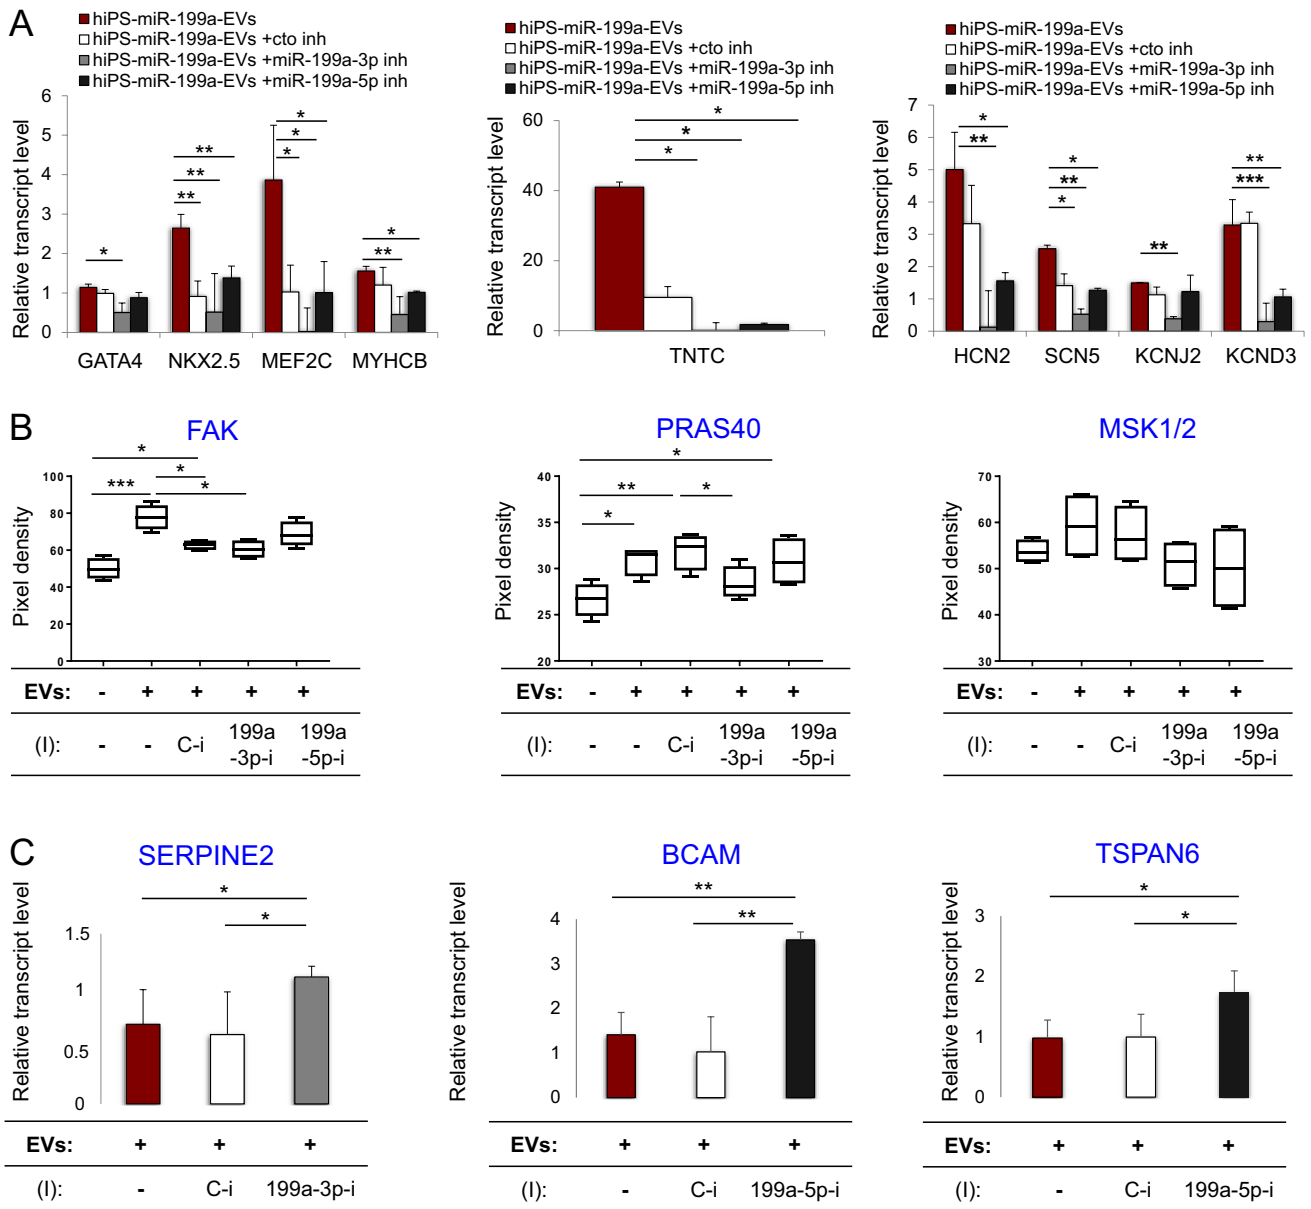 A
hiPS-miR-199a-EVs
hiPS-miR-199a-EVs +cto inh
hiPS-miR-199a-EVs +miR-199a-3p inh
hiPS-miR-199a-EVs +miR-199a-5p inh
Relative transcript level
6
5
4
3
2
1
0
* ** ** ** * * * ** *
GATA4 NKX2.5 MEF2C MYHCB
hiPS-miR-199a-EVs
hiPS-miR-199a-EVs +cto inh
hiPS-miR-199a-EVs +miR-199a-3p inh
hiPS-miR-199a-EVs +miR-199a-5p inh
Relative transcript level
60
40
20
0
* * *
TNTC
hiPS-miR-199a-EVs
hiPS-miR-199a-EVs +cto inh
hiPS-miR-199a-EVs +miR-199a-3p inh
hiPS-miR-199a-EVs +miR-199a-5p inh
Relative transcript level
7
6
5
4
3
2
1
0
* ** * ** * ** ** ***
HCN2 SCN5 KCNJ2 KCND3
B
FAK
Pixel density
100
80
60
40
20
0
* *** * *
EVs: - + + + +
(I): - - C-i 199a -3p-i 199a -5p-i
PRAS40
Pixel density
40
35
30
25
20
* ** * *
EVs: - + + + +
(I): - - C-i 199a -3p-i 199a -5p-i
MSK1/2
Pixel density
70
60
50
40
30
EVs: - + + + +
(I): - - C-i 199a -3p-i 199a -5p-i
C
SERPINE2
Relative transcript level
1.5
1
0.5
0
* *
EVs: + + +
(I): - C-i 199a-3p-i
BCAM
Relative transcript level
4
3
2
1
0
** **
EVs: + + +
(I): - C-i 199a-5p-i
TSPAN6
Relative transcript level
3
2
1
0
* *
EVs: + + +
(I): - C-i 199a-5p-i